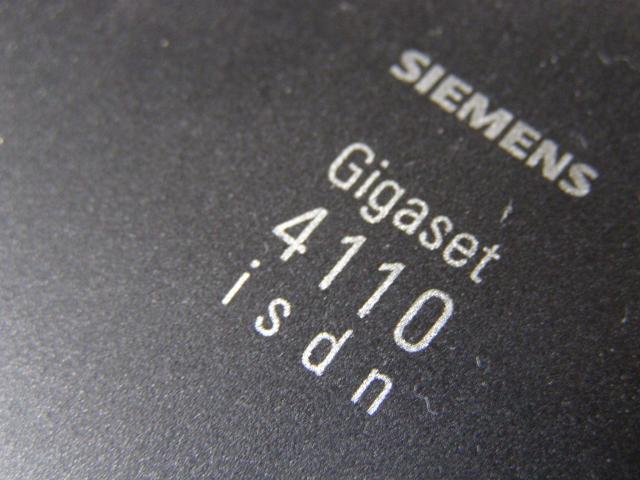 SIEMENS
Gigaset
4110
isdn